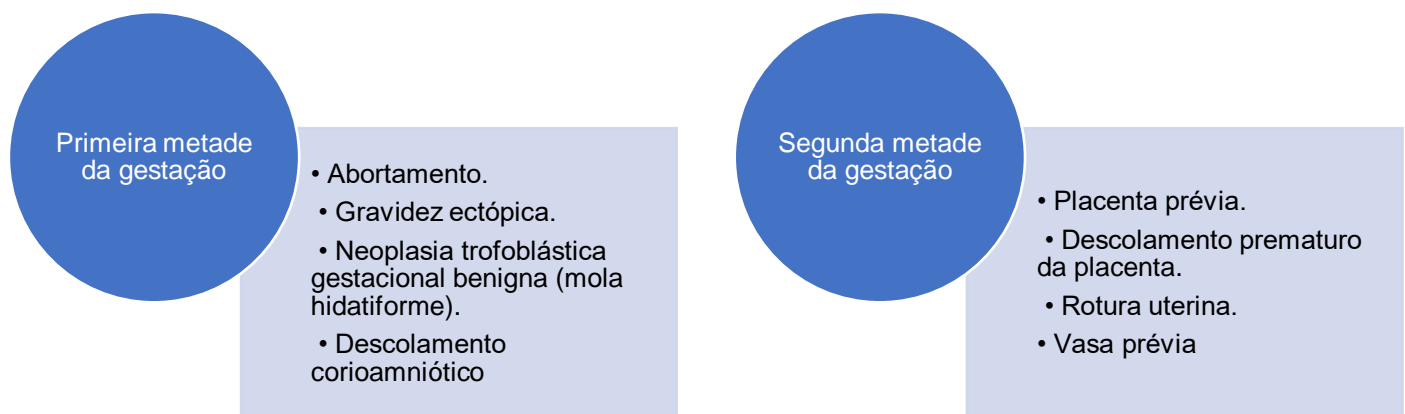 Primeira metade
da gestação
• Abortamento.
• Gravidez ectópica.
• Neoplasia trofoblástica
gestacional benigna (mola
hidatiforme).
• Descolamento
corioamniótico
Segunda metade
da gestação
• Placenta prévia.
• Descolamento prematuro
da placenta.
• Rotura uterina.
• Vasa prévia